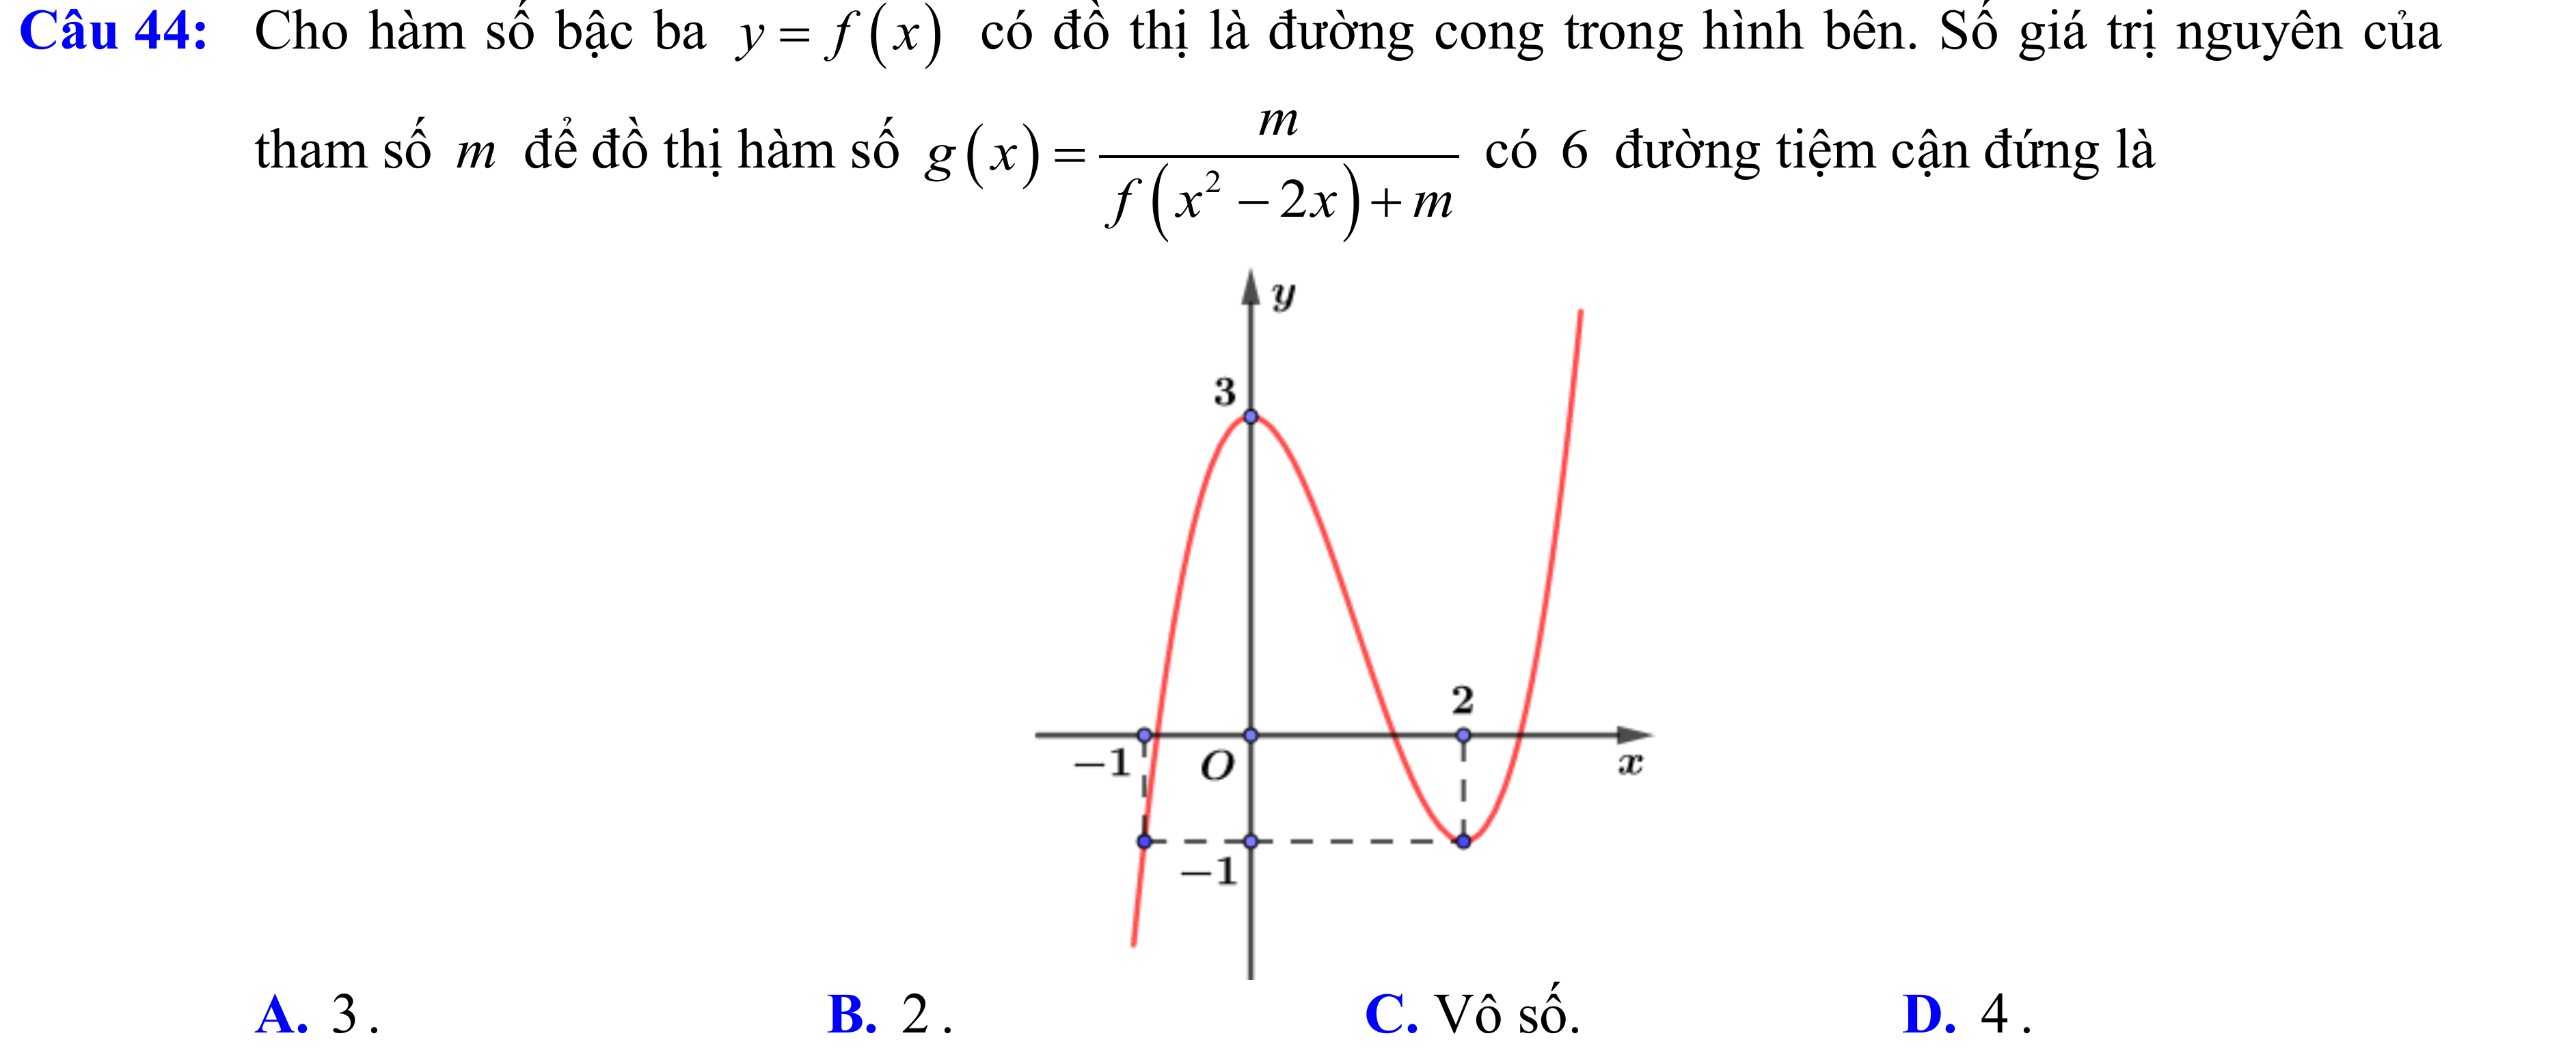 Câu 44: Cho hàm số bậc ba y = f(x) có đồ thị là đường cong trong hình bên. Số giá trị nguyên của
tham số m để đồ thị hàm số g(x) = m / (f(x² − 2x) + m) có 6 đường tiệm cận đứng là
y
3
2
−1 O x
−1
A. 3 . B. 2 . C. Vô số. D. 4 .